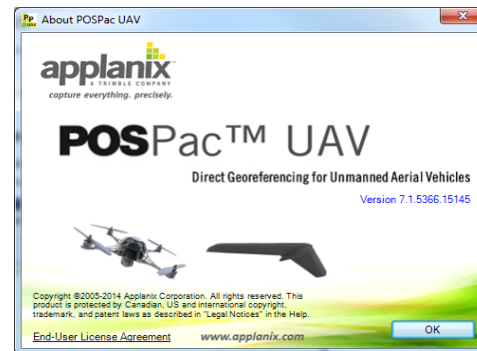 Pp
UAV
About POSPac UAV
applanix
A TRIMBLE COMPANY
capture everything. precisely.
POSPac™ UAV
Direct Georeferencing for Unmanned Aerial Vehicles
Version 7.1.5366.15145
Copyright ©2005-2014 Applanix Corporation. All rights reserved. This
product is protected by Canadian, US and international copyright,
trademark, and patent laws as described in "Legal Notices" in the Help.
OK
End-User License Agreement
www.applanix.com